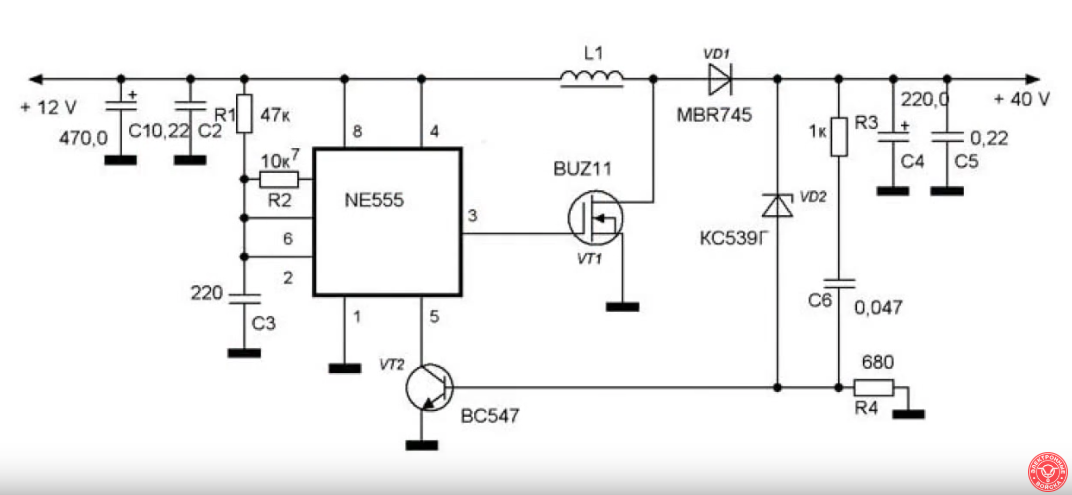 L1
VD1
+ 12 V
470,0
+
C1
0,22
C2
R1
47к
8
4
MBR745
1к
R3
220,0
+
C4
+ 40 V
0,22
C5
10к
7
R2
NE555
BUZ11
3
VT1
VD2
КС539Г
6
2
220
C3
1
5
C6
0,047
VT2
BC547
680
R4
ЭЛЕКТРОННЫЕ
ВОЙСКА